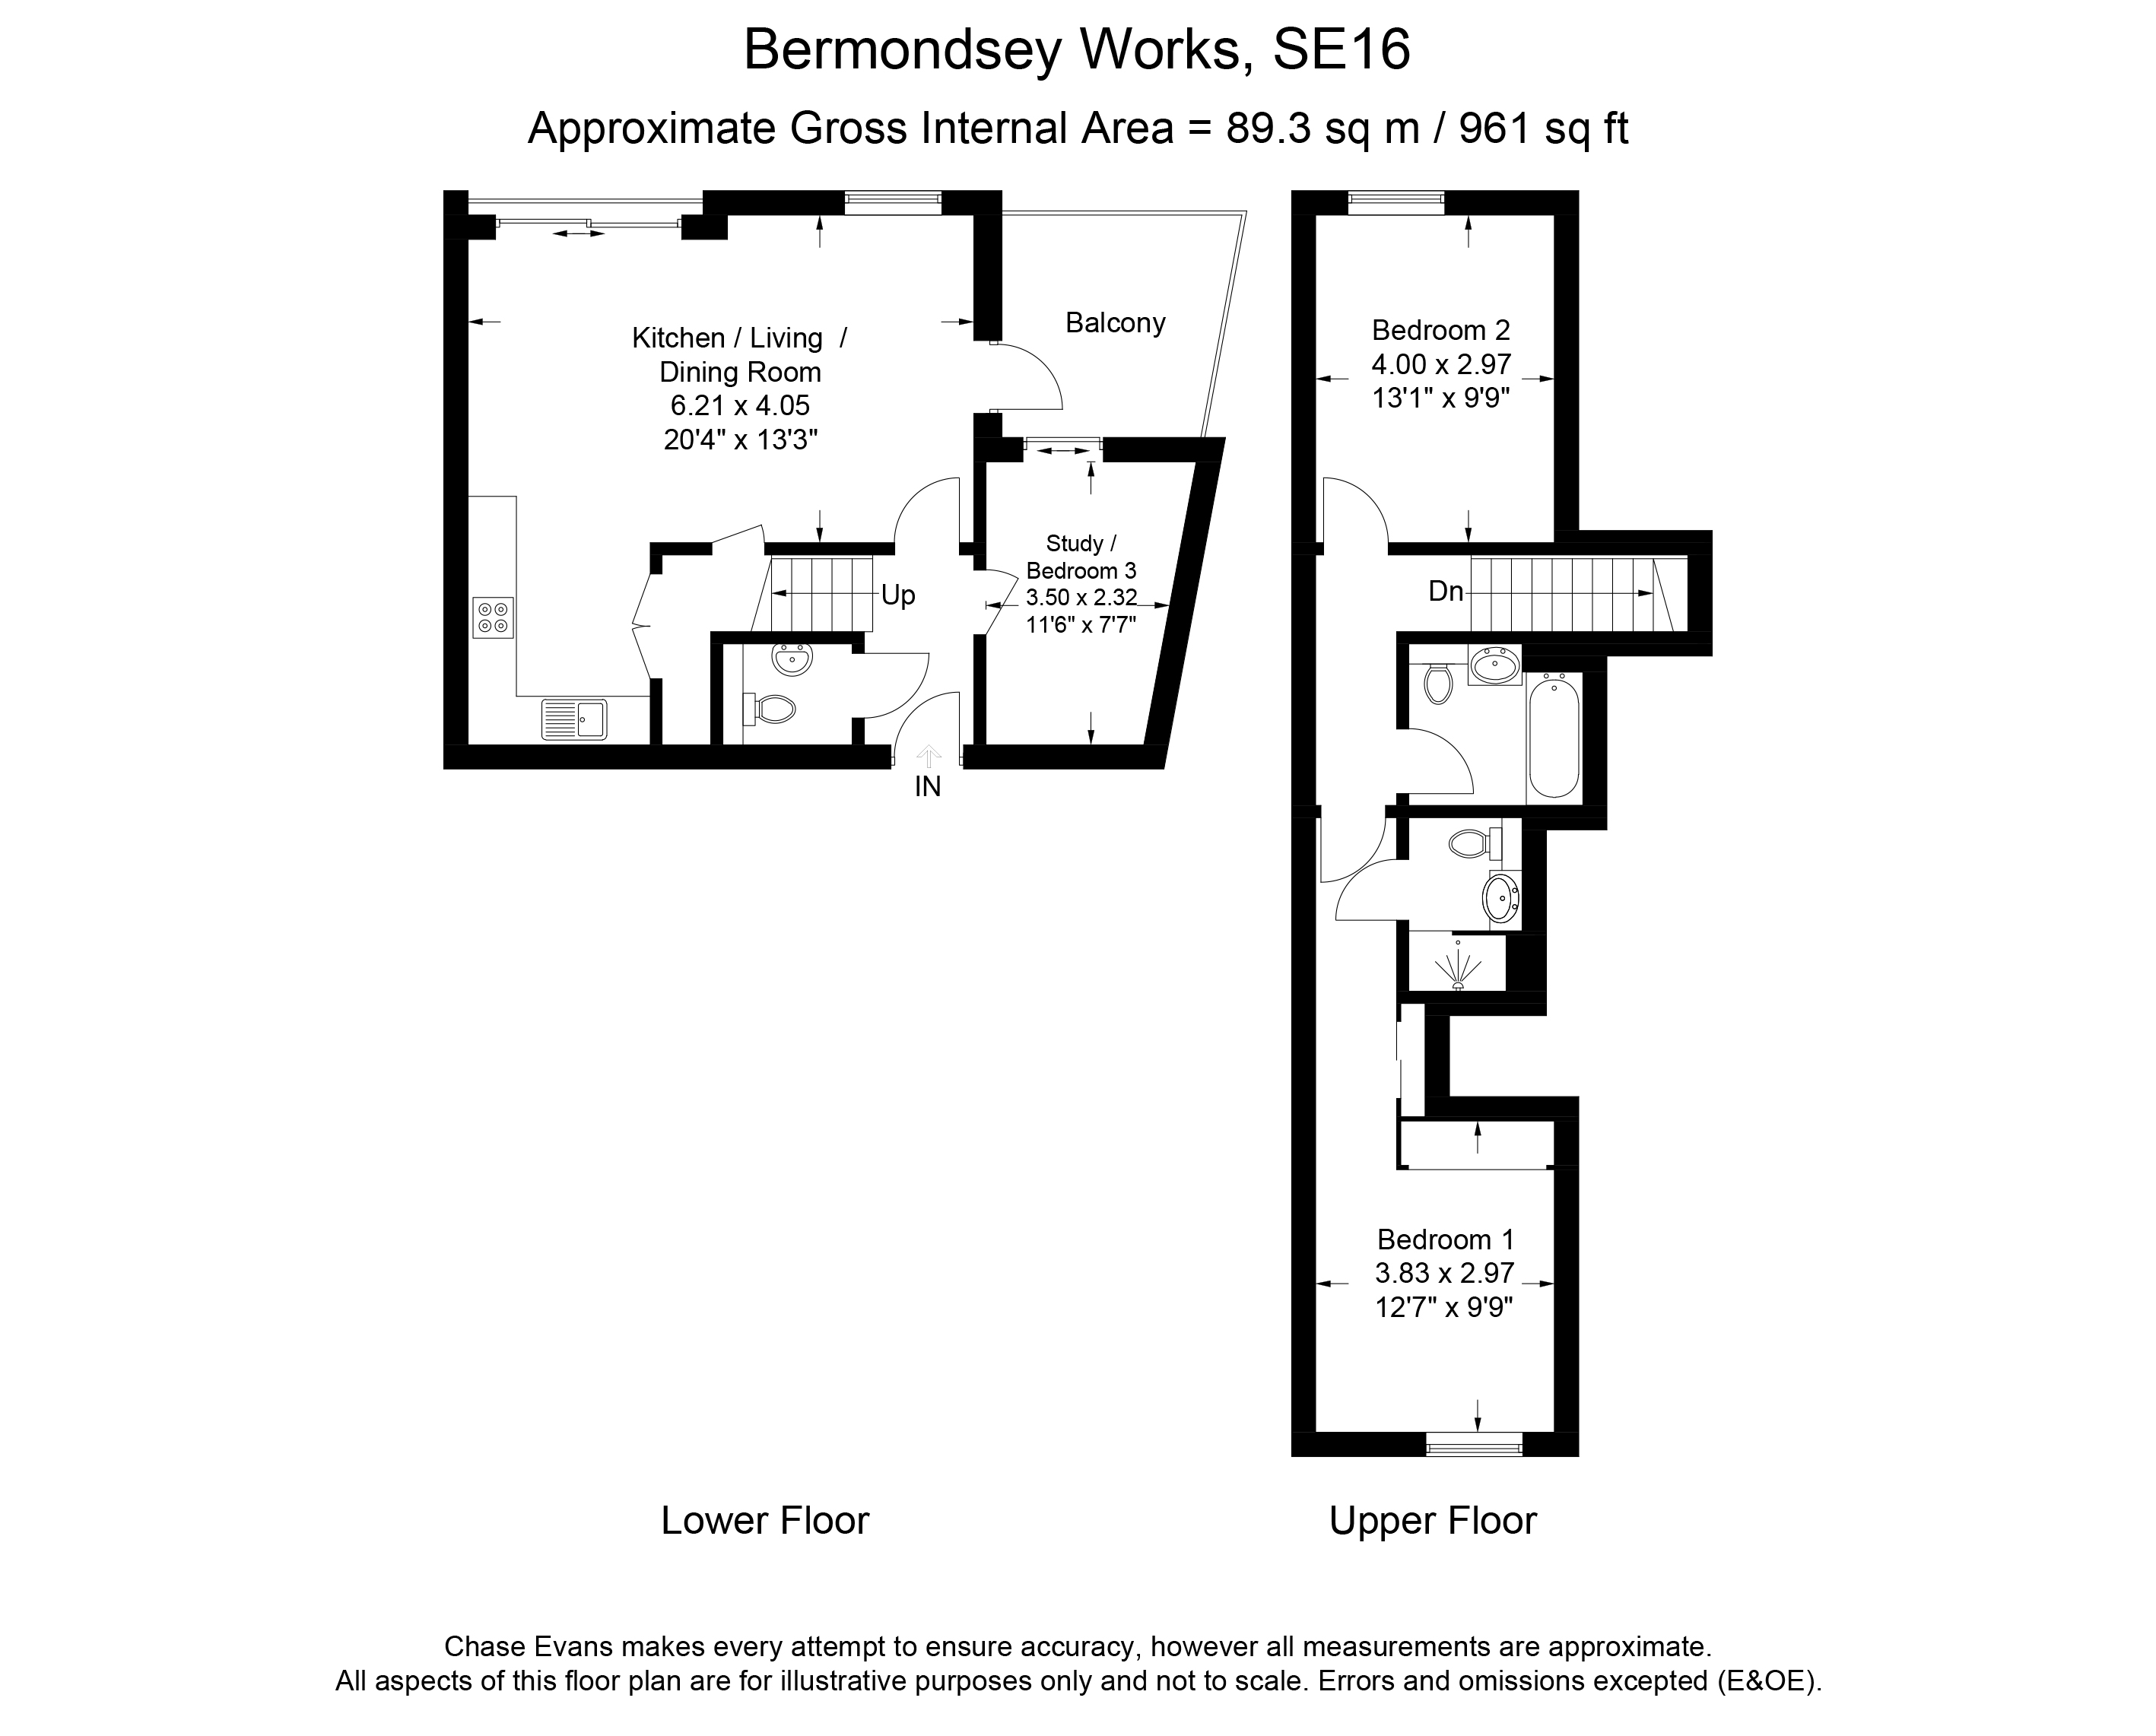 Bermondsey Works, SE16
Approximate Gross Internal Area = 89.3 sq m / 961 sq ft
Kitchen / Living /
Dining Room
6.21 x 4.05
20'4" x 13'3"
Balcony
Study /
Bedroom 3
3.50 x 2.32
11'6" x 7'7"
Up
IN
Bedroom 2
4.00 x 2.97
13'1" x 9'9"
Dn
Bedroom 1
3.83 x 2.97
12'7" x 9'9"
Lower Floor
Upper Floor
Chase Evans makes every attempt to ensure accuracy, however all measurements are approximate.
All aspects of this floor plan are for illustrative purposes only and not to scale. Errors and omissions excepted (E&OE).